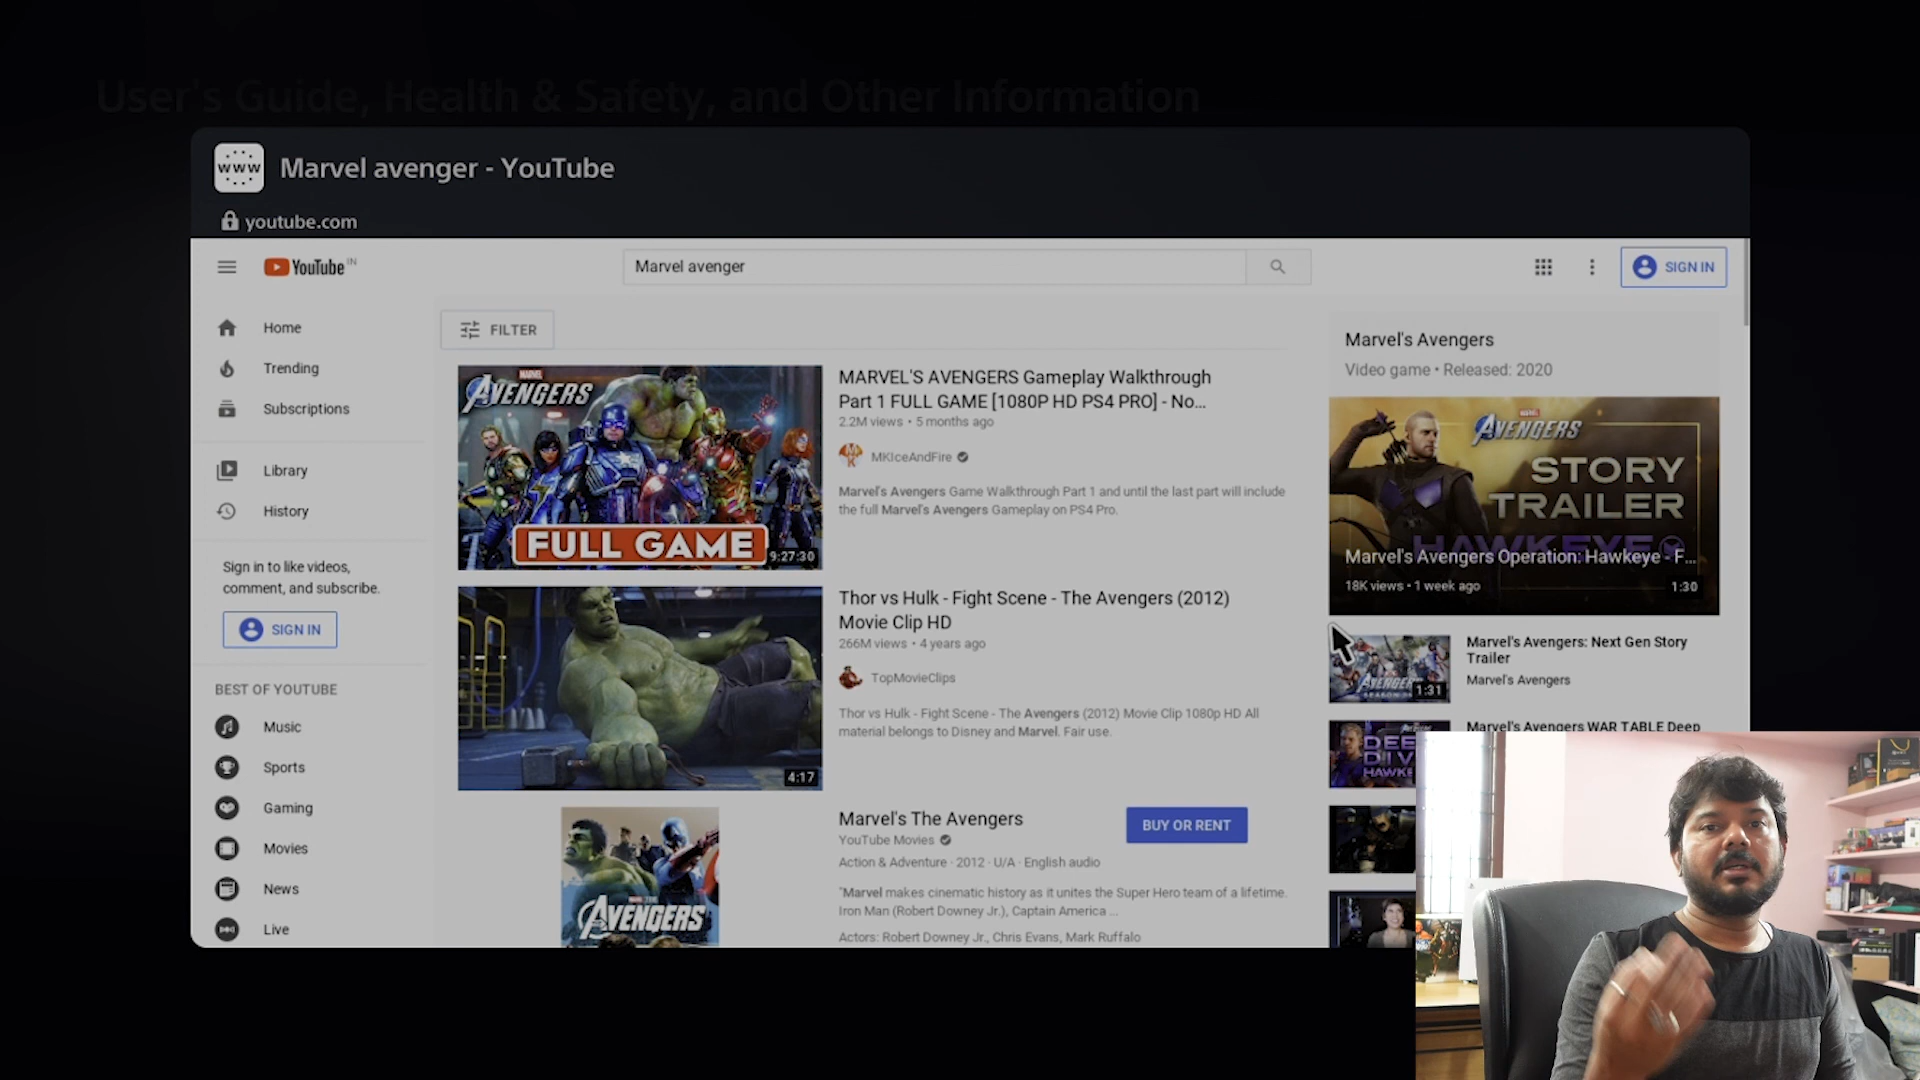 User's Guide, Health & Safety, and Other Information
www
Marvel avenger - YouTube
youtube.com
YouTube IN
Marvel avenger
SIGN IN
Home
Trending
Subscriptions
Library
History
Sign in to like videos,
comment, and subscribe.
SIGN IN
BEST OF YOUTUBE
Music
Sports
Gaming
Movies
News
Live
FILTER
MARVEL
AVENGERS
FULL GAME
9:27:30
MARVEL'S AVENGERS Gameplay Walkthrough
Part 1 FULL GAME [1080P HD PS4 PRO] - No...
2.2M views • 5 months ago
MKIceAndFire
Marvel's Avengers Game Walkthrough Part 1 and until the last part will include
the full Marvel's Avengers Gameplay on PS4 Pro.
4:17
Thor vs Hulk - Fight Scene - The Avengers (2012)
Movie Clip HD
266M views • 4 years ago
TopMovieClips
Thor vs Hulk - Fight Scene - The Avengers (2012) Movie Clip 1080p HD All
material belongs to Disney and Marvel. Fair use.
AVENGERS
Marvel's The Avengers
YouTube Movies
Action & Adventure · 2012 · U/A · English audio
"Marvel makes cinematic history as it unites the Super Hero team of a lifetime.
Iron Man (Robert Downey Jr.), Captain America ...
Actors: Robert Downey Jr., Chris Evans, Mark Ruffalo
BUY OR RENT
Marvel's Avengers
Video game • Released: 2020
MARVEL
AVENGERS
STORY
TRAILER
HAWKEYE
Marvel's Avengers Operation: Hawkeye - F...
18K views • 1 week ago
1:30
AVENGERS
1:31
Marvel's Avengers: Next Gen Story
Trailer
Marvel's Avengers
Marvel's Avengers WAR TABLE Deep